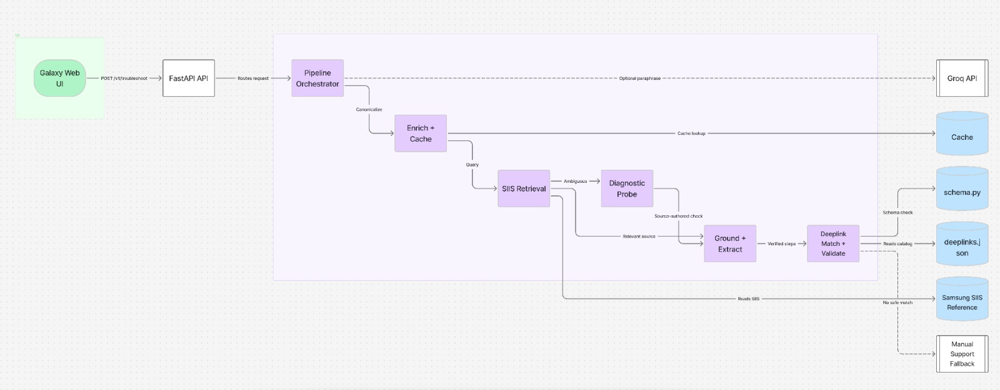 Galaxy Web
UI
POST /v1/troubleshoot
FastAPI API
Routes request
Pipeline
Orchestrator
Optional paraphrase
Groq API
Canonicalize
Enrich +
Cache
Cache lookup
Cache
Query
SIIS Retrieval
Ambiguous
Diagnostic
Probe
schema.py
Source-authored check
Schema check
Relevant source
Ground +
Extract
Verified steps
Deeplink
Match +
Validate
Reads catalog
deeplinks.j
son
Reads SIIS
No safe match
Samsung SIIS
Reference
Manual
Support
Fallback